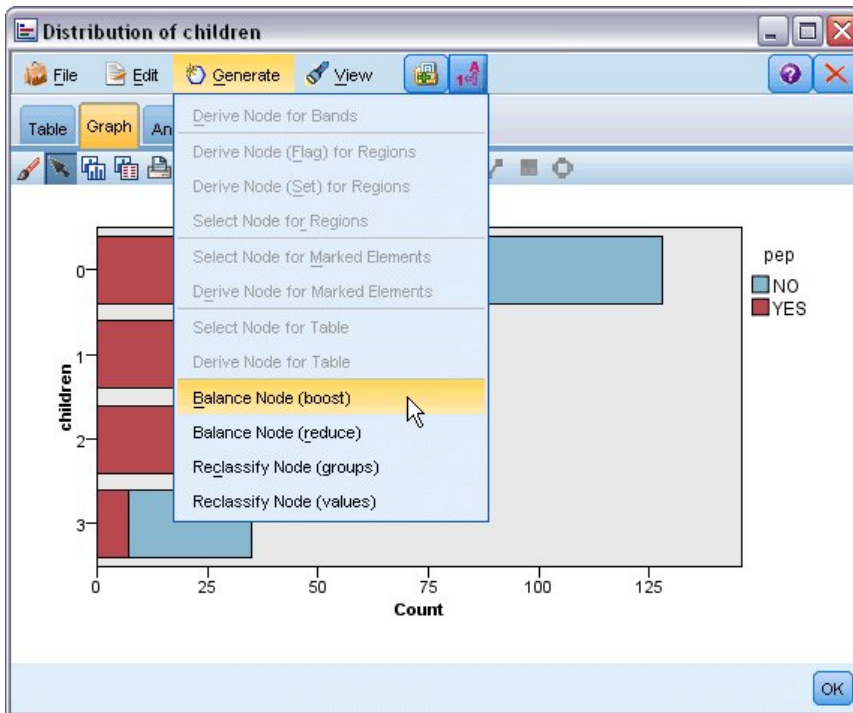 Distribution of children
File Edit Generate View
Table Graph An
Derive Node for Bands
Derive Node (Flag) for Regions
Derive Node (Set) for Regions
Select Node for Regions
Select Node for Marked Elements
Derive Node for Marked Elements
Select Node for Table
Derive Node for Table
Balance Node (boost)
Balance Node (reduce)
Reclassify Node (groups)
Reclassify Node (values)
children
0
1
2
3
0 25 50 75 100 125
Count
pep
NO
YES
OK